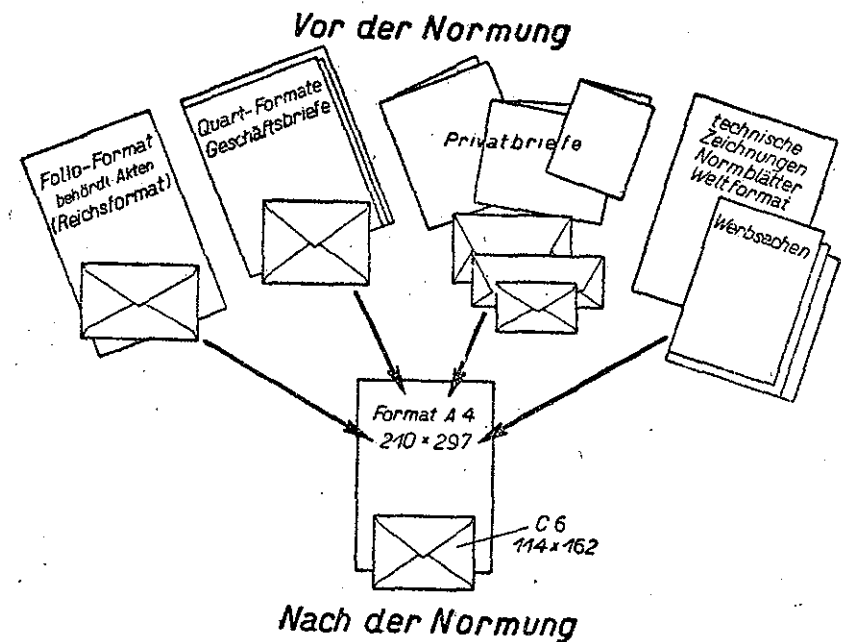 Vor der Normung
Folio-Format
behördl. Akten
(Reichsformat)
Quart-Formate
Geschäftsbriefe
Privatbriefe
technische
Zeichnungen
Normblätter
Weltformat
Werbsachen
Format A 4
210 × 297
C 6
114 × 162
Nach der Normung